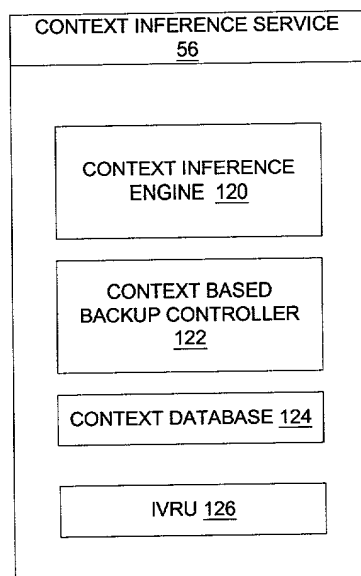 CONTEXT INFERENCE SERVICE
56
CONTEXT INFERENCE
ENGINE 120
CONTEXT BASED
BACKUP CONTROLLER
122
CONTEXT DATABASE 124
IVRU 126